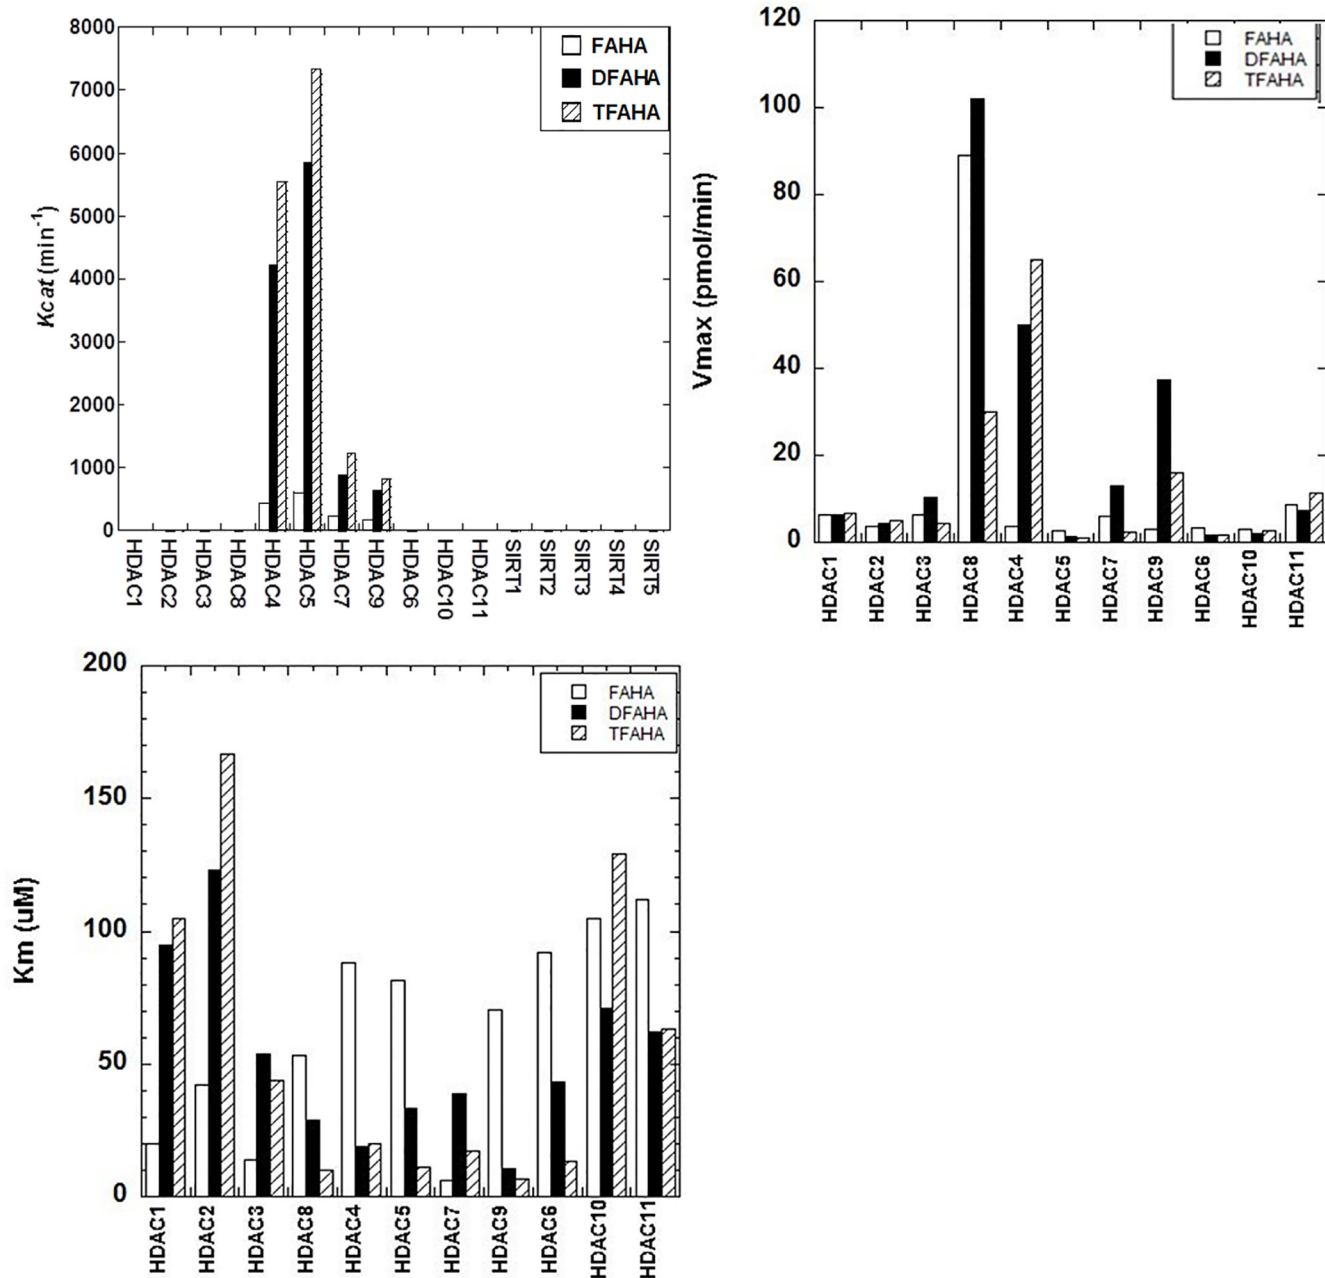 8000
7000
6000
5000
4000
3000
2000
1000
0
Kcat (min-1)
FAHA
DFAHA
TFAHA
HDAC1
HDAC2
HDAC3
HDAC8
HDAC4
HDAC5
HDAC7
HDAC9
HDAC6
HDAC10
HDAC11
SIRT1
SIRT2
SIRT3
SIRT4
SIRT5
120
100
80
60
40
20
0
Vmax (pmol/min)
FAHA
DFAHA
TFAHA
HDAC1
HDAC2
HDAC3
HDAC8
HDAC4
HDAC5
HDAC7
HDAC9
HDAC6
HDAC10
HDAC11
200
150
100
50
0
Km (uM)
FAHA
DFAHA
TFAHA
HDAC1
HDAC2
HDAC3
HDAC8
HDAC4
HDAC5
HDAC7
HDAC9
HDAC6
HDAC10
HDAC11